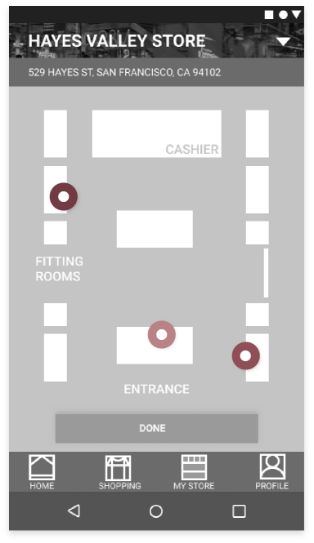 HAYES VALLEY STORE
529 HAYES ST, SAN FRANCISCO, CA 94102
CASHIER
FITTING
ROOMS
ENTRANCE
DONE
HOME SHOPPING MY STORE PROFILE